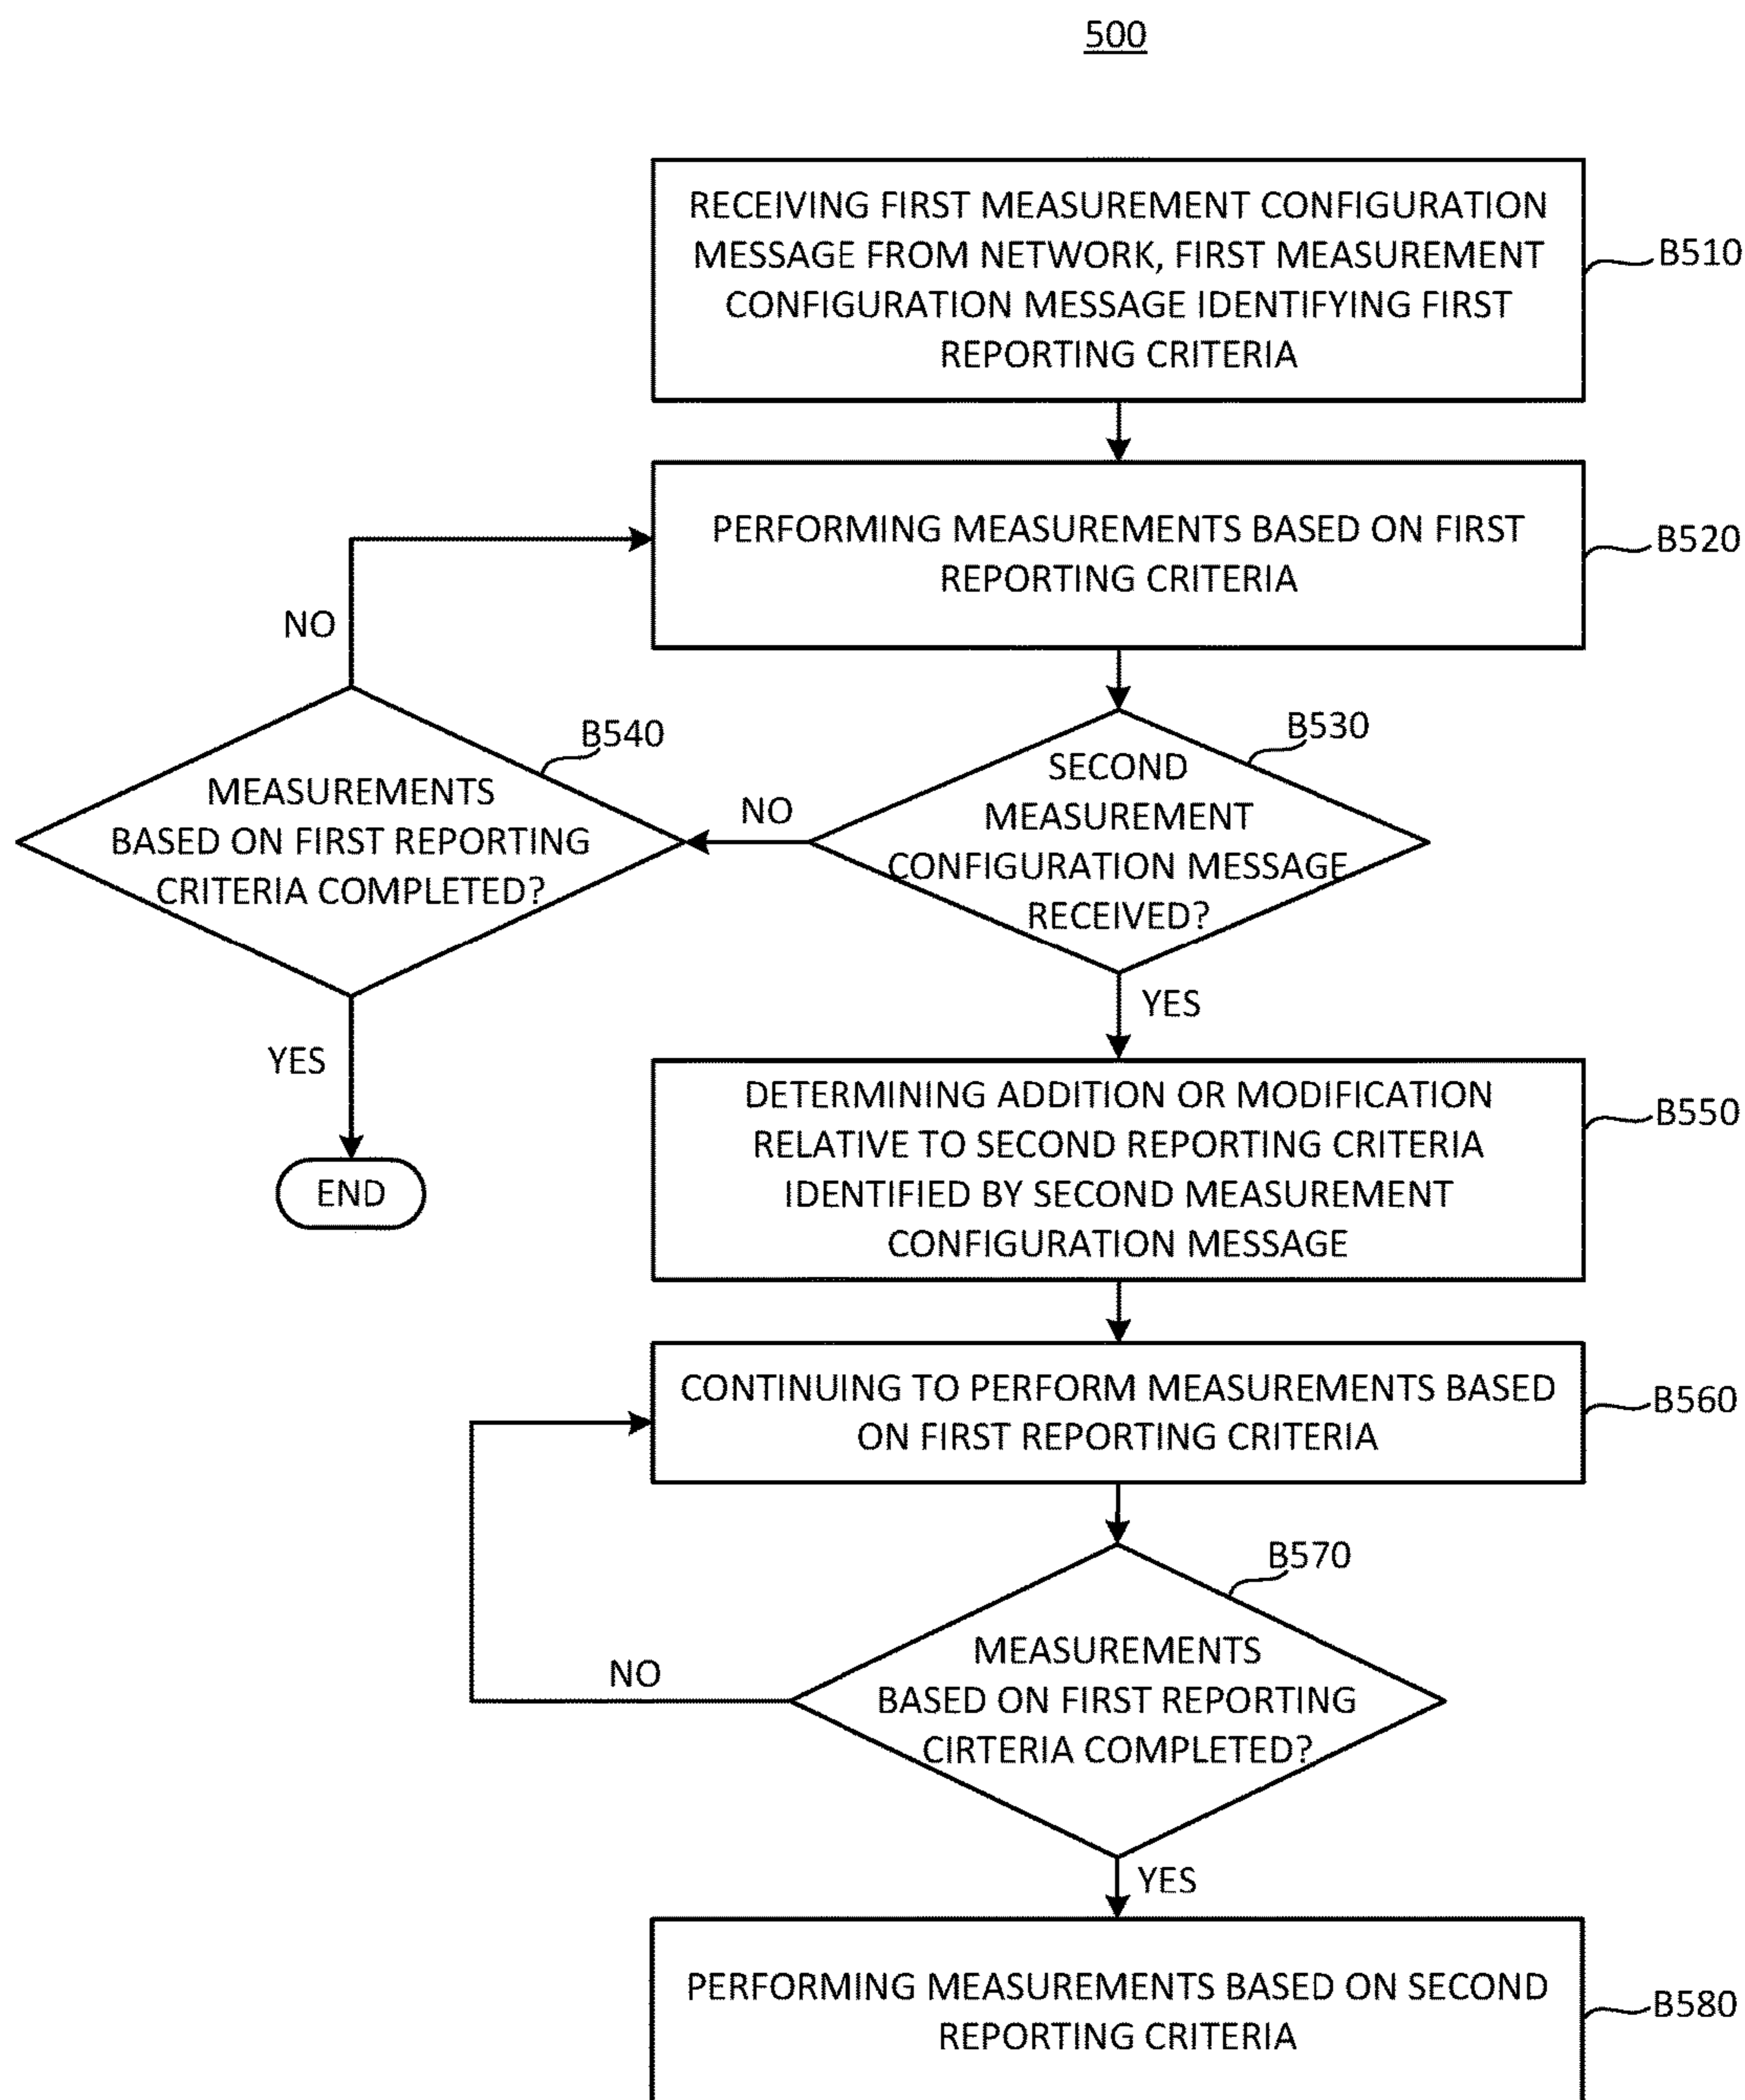 500
RECEIVING FIRST MEASUREMENT CONFIGURATION
MESSAGE FROM NETWORK, FIRST MEASUREMENT
CONFIGURATION MESSAGE IDENTIFYING FIRST
REPORTING CRITERIA
B510
PERFORMING MEASUREMENTS BASED ON FIRST
REPORTING CRITERIA
B520
NO
B540
MEASUREMENTS
BASED ON FIRST REPORTING
CRITERIA COMPLETED?
NO
B530
SECOND
MEASUREMENT
CONFIGURATION MESSAGE
RECEIVED?
YES
YES
END
DETERMINING ADDITION OR MODIFICATION
RELATIVE TO SECOND REPORTING CRITERIA
IDENTIFIED BY SECOND MEASUREMENT
CONFIGURATION MESSAGE
B550
CONTINUING TO PERFORM MEASUREMENTS BASED
ON FIRST REPORTING CRITERIA
B560
B570
MEASUREMENTS
BASED ON FIRST REPORTING
CIRTERIA COMPLETED?
NO
YES
PERFORMING MEASUREMENTS BASED ON SECOND
REPORTING CRITERIA
B580